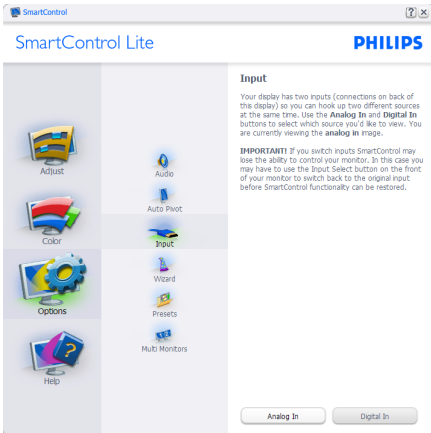 SmartControl
SmartControl Lite
PHILIPS
Adjust
Color
Options
Help
Audio
Auto Pivot
Input
Wizard
Presets
Multi Monitors
Input
Your display has two inputs (connections on back of
this display) so you can hook up two different sources
at the same time. Use the Analog In and Digital In
buttons to select which source you'd like to view. You
are currently viewing the analog in image.
IMPORTANT! If you switch inputs SmartControl may
lose the ability to control your monitor. In this case you
may have to use the Input Select button on the front
of your monitor to switch back to the original input
before SmartControl functionality can be restored.
Analog In
Digital In